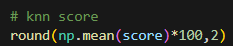 # knn score
round(np.mean(score)*100,2)